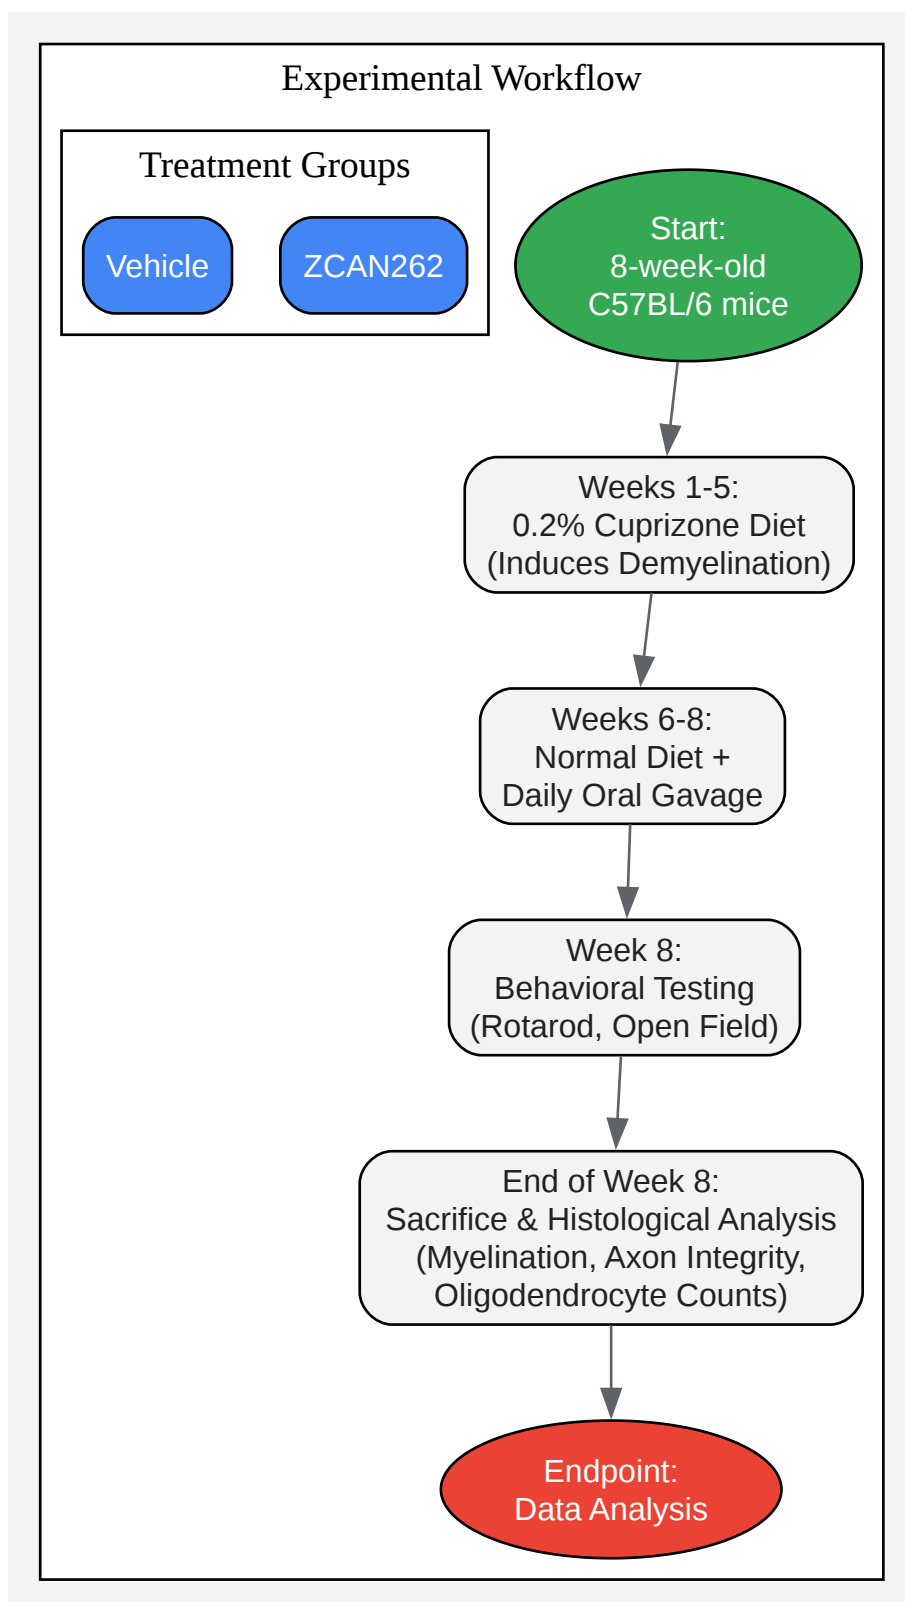 Experimental Workflow
Treatment Groups
Vehicle
ZCAN262
Start:
8-week-old
C57BL/6 mice
Weeks 1-5:
0.2% Cuprizone Diet
(Induces Demyelination)
Weeks 6-8:
Normal Diet +
Daily Oral Gavage
Week 8:
Behavioral Testing
(Rotarod, Open Field)
End of Week 8:
Sacrifice & Histological Analysis
(Myelination, Axon Integrity,
Oligodendrocyte Counts)
Endpoint:
Data Analysis